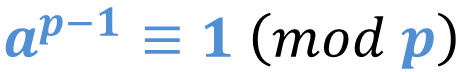 a^{p−1} ≡ 1 (mod p)